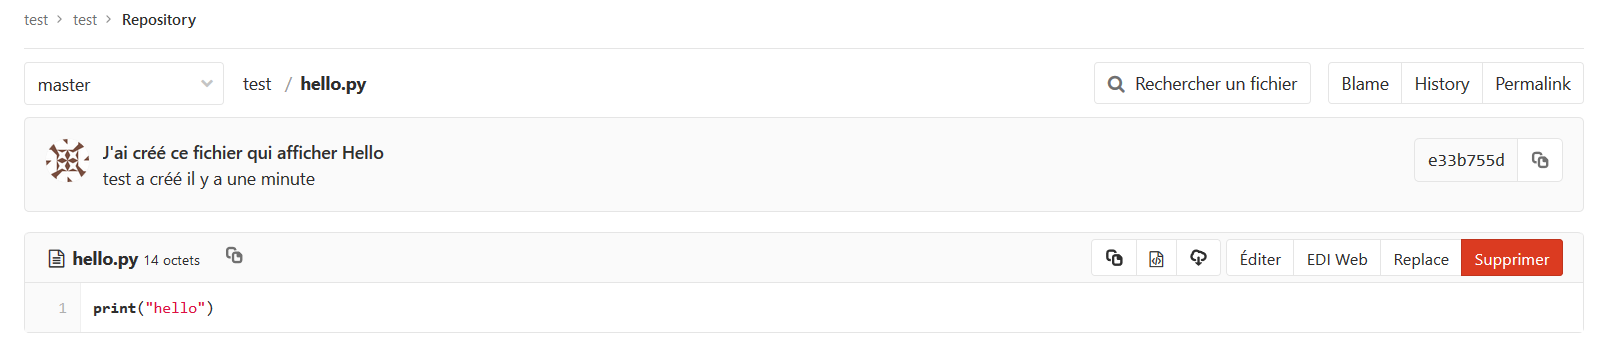 test > test > Repository
master
test / hello.py
Rechercher un fichier
Blame
History
Permalink
J'ai créé ce fichier qui afficher Hello
test a créé il y a une minute
e33b755d
hello.py 14 octets
Éditer
EDI Web
Replace
Supprimer
1 print("hello")